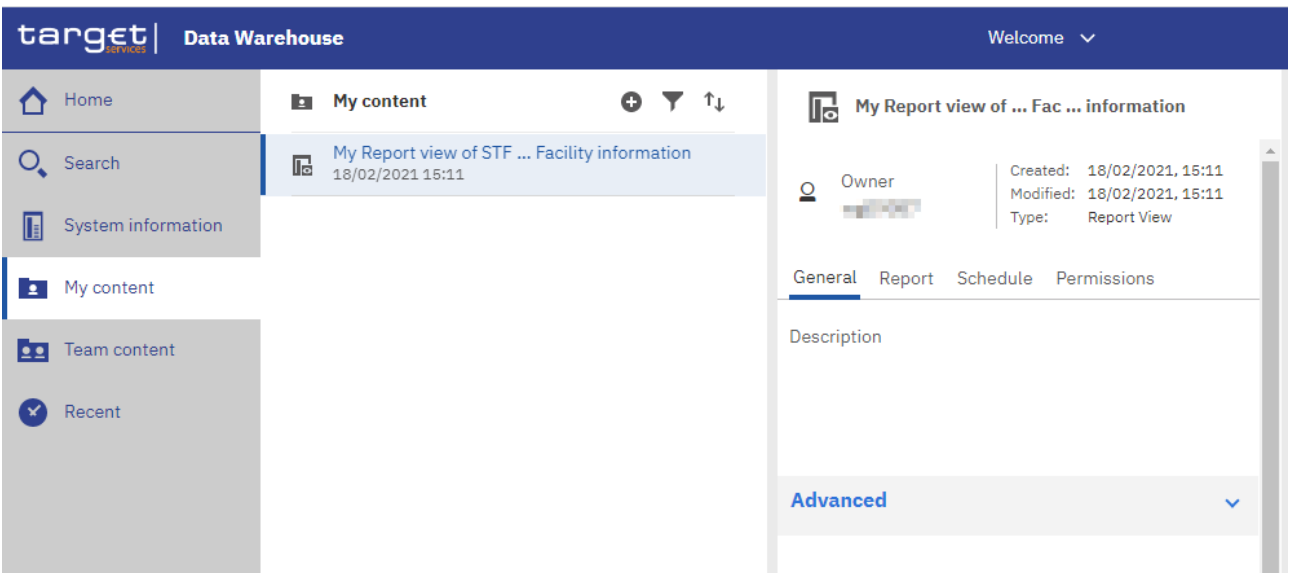 target| Data Warehouse
services
Welcome
Home
Search
System information
My content
Team content
Recent
My content
My Report view of STF ... Facility information
18/02/2021 15:11
My Report view of ... Fac ... information
Owner
Created: 18/02/2021, 15:11
Modified: 18/02/2021, 15:11
Type: Report View
General Report Schedule Permissions
Description
Advanced